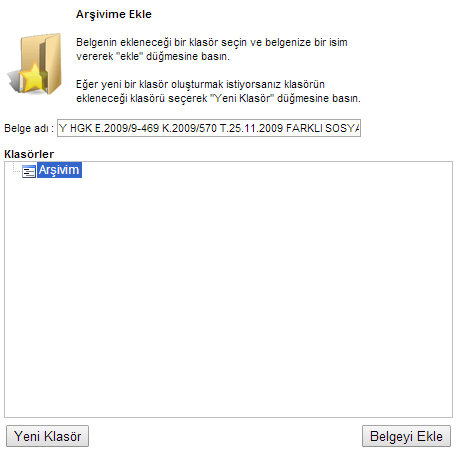 Arşivime Ekle
Belgenin ekleneceği bir klasör seçin ve belgenize bir isim
vererek "ekle" düğmesine basın.
Eğer yeni bir klasör oluşturmak istiyorsanız klasörün
ekleneceği klasörü seçerek "Yeni Klasör" düğmesine basın.
Belge adı : Y HGK E.2009/9-469 K.2009/570 T.25.11.2009 FARKLI SOSYA
Klasörler
Arşivim
Yeni Klasör Belgeyi Ekle